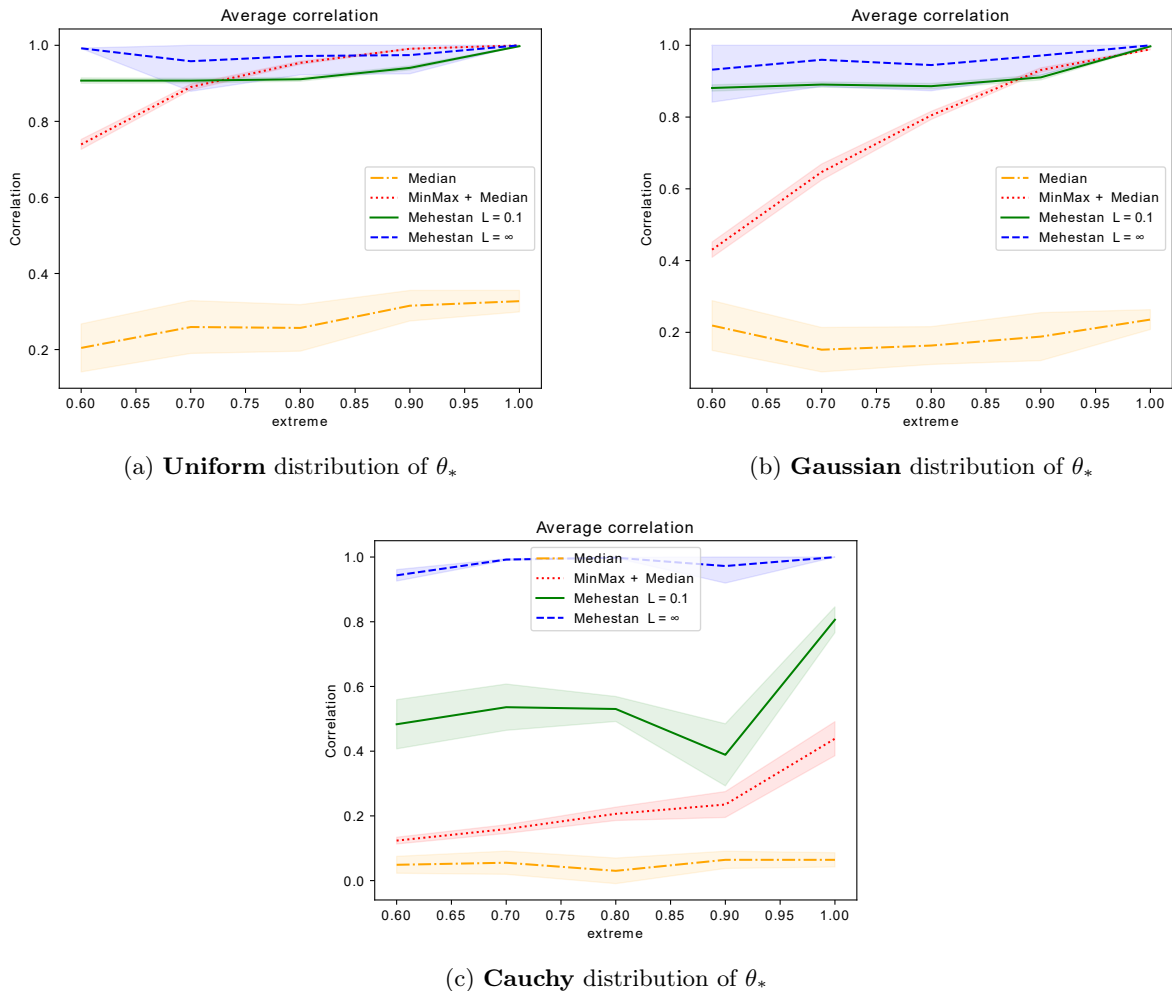 Average correlation
1.0
0.8
0.6
0.4
0.2
Correlation
Median
MinMax + Median
Mehestan L = 0.1
Mehestan L = ∞
0.60 0.65 0.70 0.75 0.80 0.85 0.90 0.95 1.00
extreme
(a) Uniform distribution of θ*
Average correlation
1.0
0.8
0.6
0.4
0.2
Correlation
Median
MinMax + Median
Mehestan L = 0.1
Mehestan L = ∞
0.60 0.65 0.70 0.75 0.80 0.85 0.90 0.95 1.00
extreme
(b) Gaussian distribution of θ*
Average correlation
1.0
0.8
0.6
0.4
0.2
0.0
Correlation
Median
MinMax + Median
Mehestan L = 0.1
Mehestan L = ∞
0.60 0.65 0.70 0.75 0.80 0.85 0.90 0.95 1.00
extreme
(c) Cauchy distribution of θ*